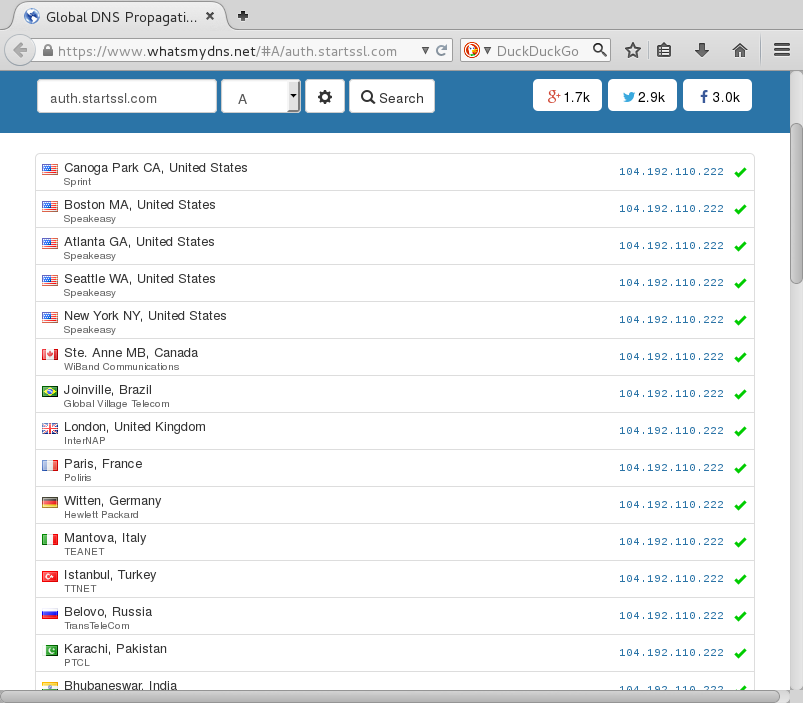 Global DNS Propagati...
https://www.whatsmydns.net/#A/auth.startssl.com
DuckDuckGo
auth.startssl.com
A
Search
1.7k
2.9k
3.0k
Canoga Park CA, United States
Sprint
104.192.110.222
Boston MA, United States
Speakeasy
104.192.110.222
Atlanta GA, United States
Speakeasy
104.192.110.222
Seattle WA, United States
Speakeasy
104.192.110.222
New York NY, United States
Speakeasy
104.192.110.222
Ste. Anne MB, Canada
WiBand Communications
104.192.110.222
Joinville, Brazil
Global Village Telecom
104.192.110.222
London, United Kingdom
InterNAP
104.192.110.222
Paris, France
Poliris
104.192.110.222
Witten, Germany
Hewlett Packard
104.192.110.222
Mantova, Italy
TEANET
104.192.110.222
Istanbul, Turkey
TTNET
104.192.110.222
Belovo, Russia
TransTeleCom
104.192.110.222
Karachi, Pakistan
PTCL
104.192.110.222
Bhubaneswar, India
104.192.110.222